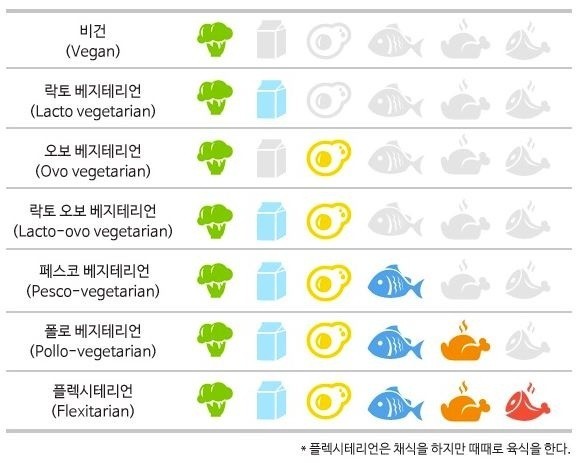 비건
(Vegan)
락토 베지테리언
(Lacto vegetarian)
오보 베지테리언
(Ovo vegetarian)
락토 오보 베지테리언
(Lacto-ovo vegetarian)
페스코 베지테리언
(Pesco-vegetarian)
폴로 베지테리언
(Pollo-vegetarian)
플렉시테리언
(Flexitarian)
* 플렉시테리언은 채식을 하지만 때때로 육식을 한다.